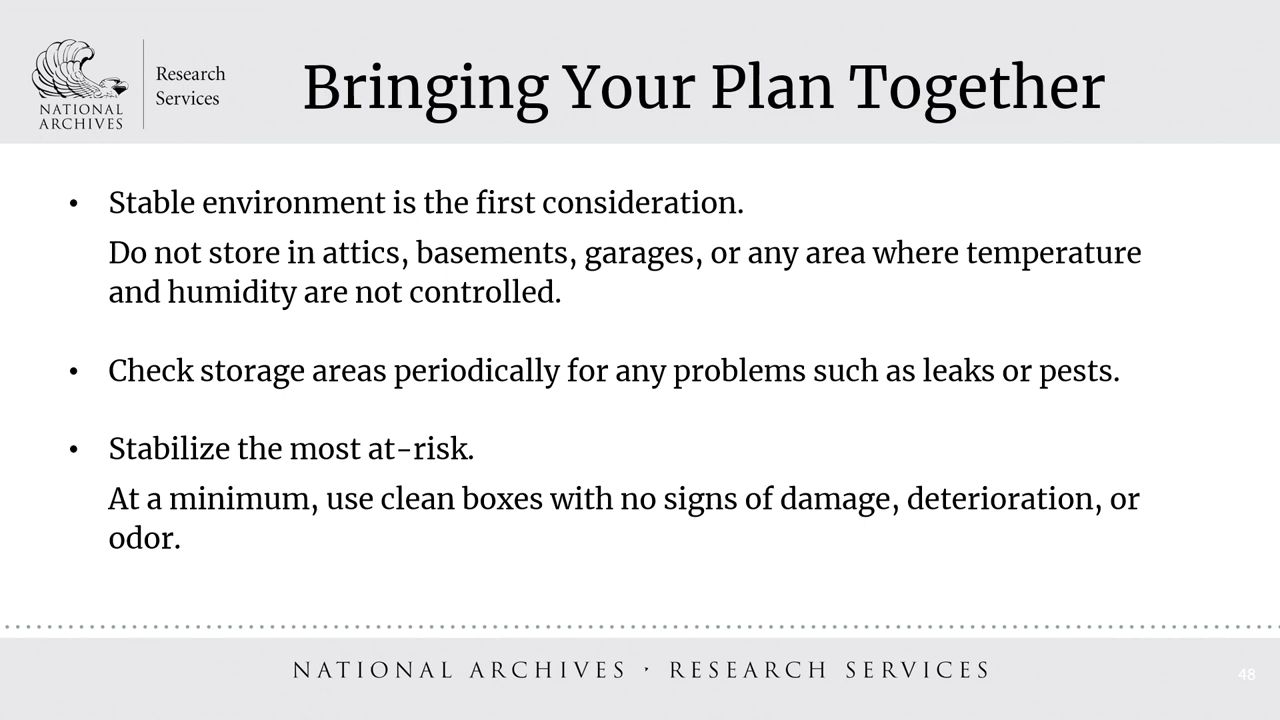 NATIONAL
ARCHIVES
Research
Services
Bringing Your Plan Together
• Stable environment is the first consideration.
Do not store in attics, basements, garages, or any area where temperature
and humidity are not controlled.
• Check storage areas periodically for any problems such as leaks or pests.
• Stabilize the most at-risk.
At a minimum, use clean boxes with no signs of damage, deterioration, or
odor.
NATIONAL ARCHIVES · RESEARCH SERVICES
48